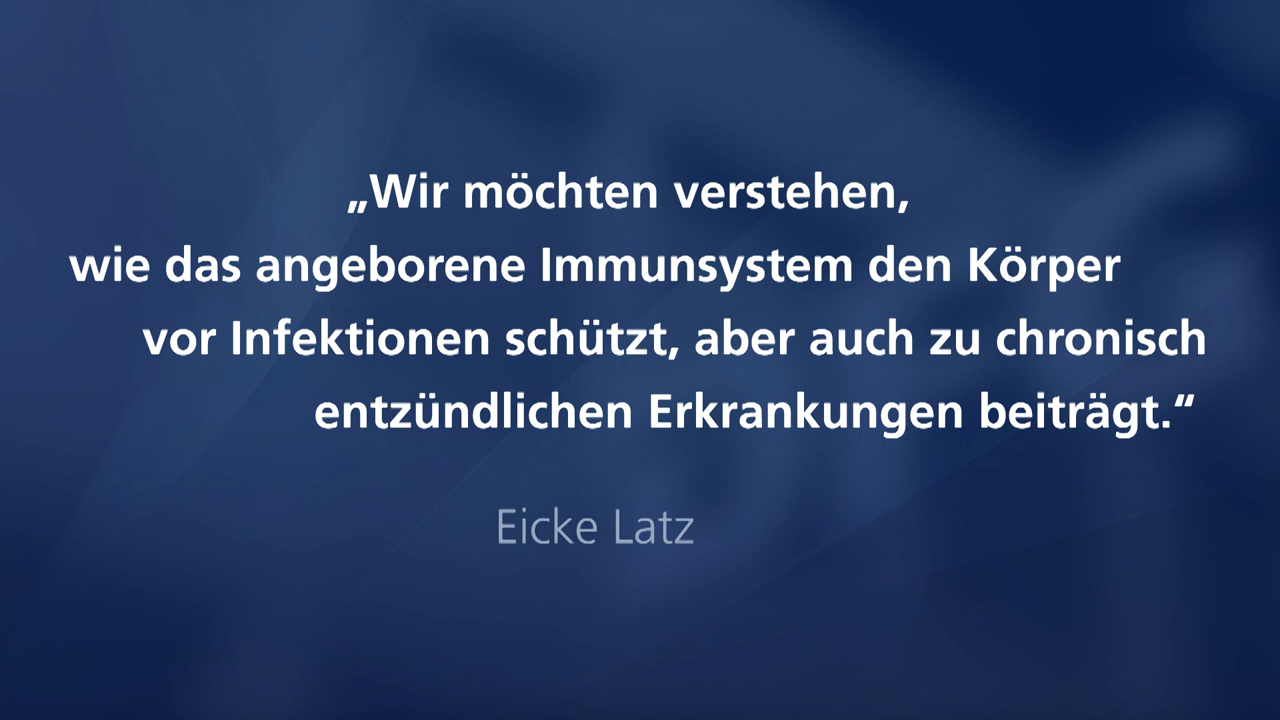 „Wir möchten verstehen,
wie das angeborene Immunsystem den Körper
vor Infektionen schützt, aber auch zu chronisch
entzündlichen Erkrankungen beiträgt.“
Eicke Latz